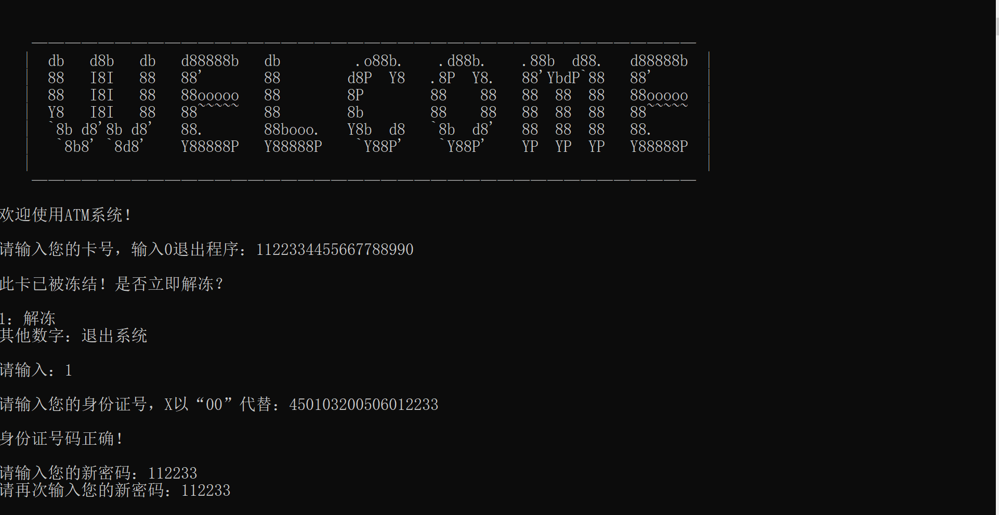 db   d8b   db   d88888b   db         .o88b.    .d88b.    .88b  d88.   d88888b
88   I8I   88   88'       88        d8P  Y8   .8P  Y8.   88'YbdP`88   88'
88   I8I   88   88ooooo   88        8P        88    88   88  88  88   88ooooo
Y8   I8I   88   88~~~~~   88        8b        88    88   88  88  88   88~~~~~
`8b d8'8b d8'   88.       88booo.   Y8b  d8   `8b  d8'   88  88  88   88.
 `8b8' `8d8'    Y88888P   Y88888P    `Y88P'    `Y88P'    YP  YP  YP   Y88888P
欢迎使用ATM系统！
请输入您的卡号，输入0退出程序：1122334455667788990
此卡已被冻结！是否立即解冻？
1：解冻
其他数字：退出系统
请输入：1
请输入您的身份证号，X以“00”代替：450103200506012233
身份证号码正确！
请输入您的新密码：112233
请再次输入您的新密码：112233